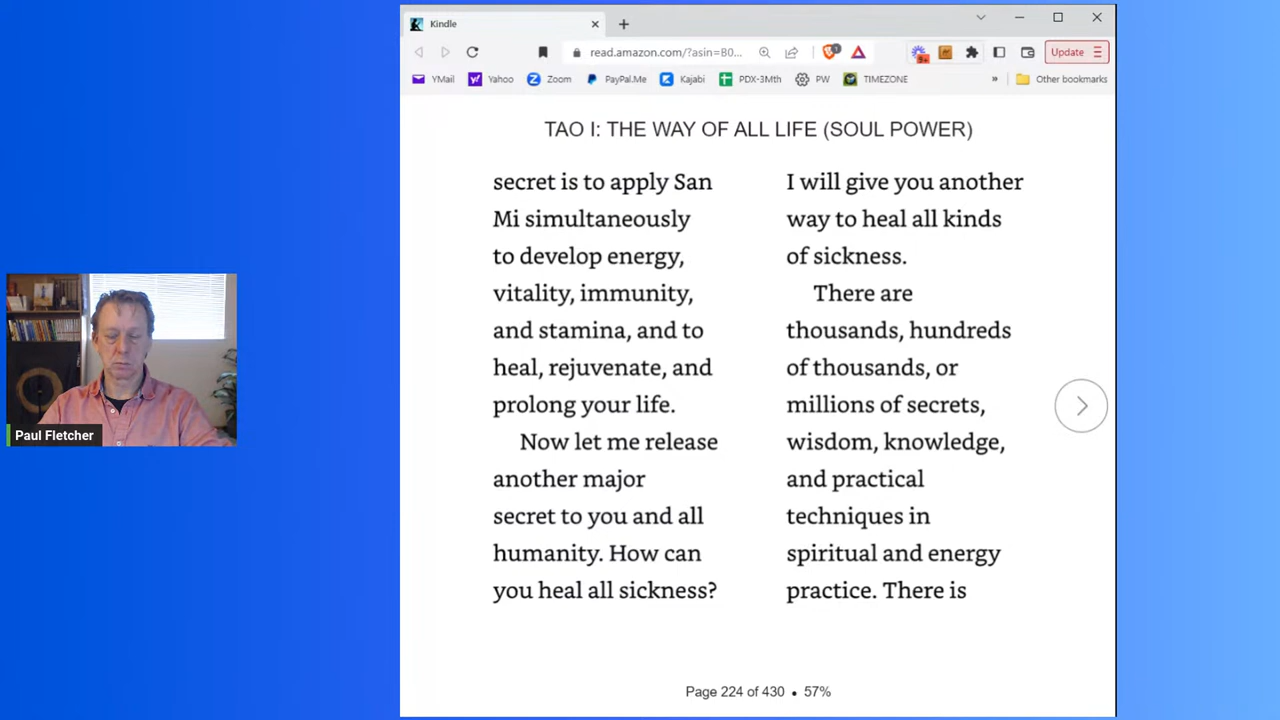 Kindle
read.amazon.com/?asin=B0...
Update
YMail
Yahoo
Zoom
PayPal.Me
Kajabi
PDX-3Mth
PW
TIMEZONE
»
Other bookmarks
TAO I: THE WAY OF ALL LIFE (SOUL POWER)
secret is to apply San
Mi simultaneously
to develop energy,
vitality, immunity,
and stamina, and to
heal, rejuvenate, and
prolong your life.
Now let me release
another major
secret to you and all
humanity. How can
you heal all sickness?
I will give you another
way to heal all kinds
of sickness.
There are
thousands, hundreds
of thousands, or
millions of secrets,
wisdom, knowledge,
and practical
techniques in
spiritual and energy
practice. There is
Page 224 of 430 • 57%
Paul Fletcher